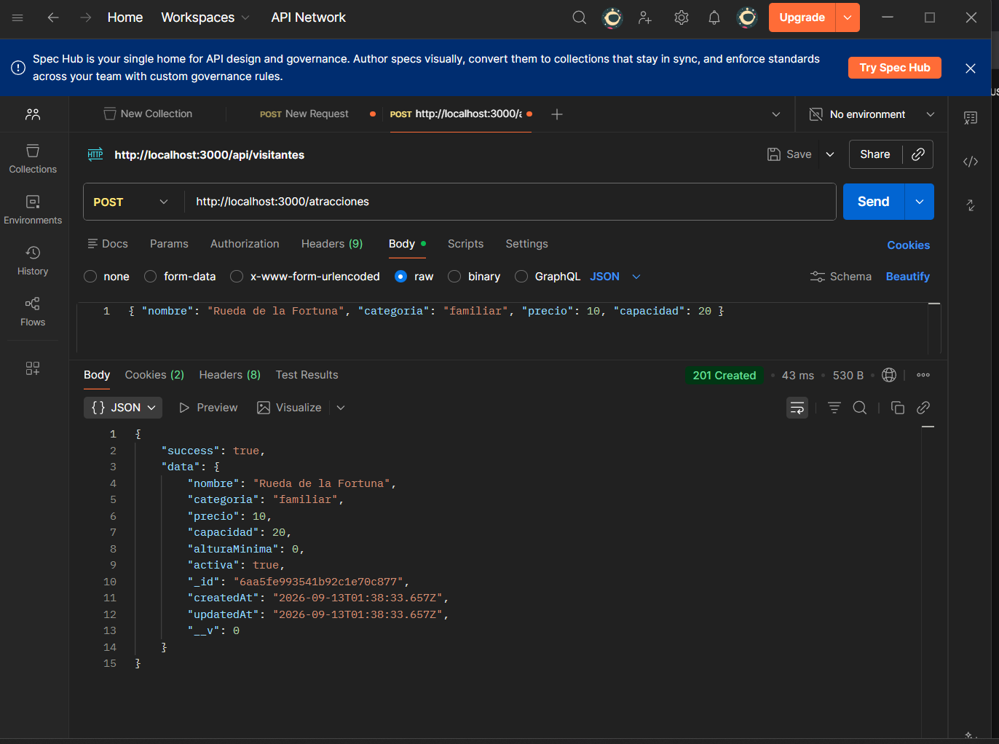 Home Workspaces API Network Upgrade
Spec Hub is your single home for API design and governance. Author specs visually, convert them to collections that stay in sync, and enforce standards
across your team with custom governance rules.
Try Spec Hub
New Collection POST New Request POST http://localhost:3000/a No environment
http://localhost:3000/api/visitantes Save Share
Collections
POST http://localhost:3000/atracciones Send
Environments
Docs Params Authorization Headers (9) Body Scripts Settings Cookies
History
none form-data x-www-form-urlencoded raw binary GraphQL JSON Schema Beautify
Flows
1 { "nombre": "Rueda de la Fortuna", "categoria": "familiar", "precio": 10, "capacidad": 20 }
Body Cookies (2) Headers (8) Test Results 201 Created • 43 ms • 530 B •
{} JSON Preview Visualize
1 {
2 "success": true,
3 "data": {
4 "nombre": "Rueda de la Fortuna",
5 "categoria": "familiar",
6 "precio": 10,
7 "capacidad": 20,
8 "alturaMinima": 0,
9 "activa": true,
10 "_id": "6aa5fe993541b92c1e70c877",
11 "createdAt": "2026-09-13T01:38:33.657Z",
12 "updatedAt": "2026-09-13T01:38:33.657Z",
13 "__v": 0
14 }
15 }